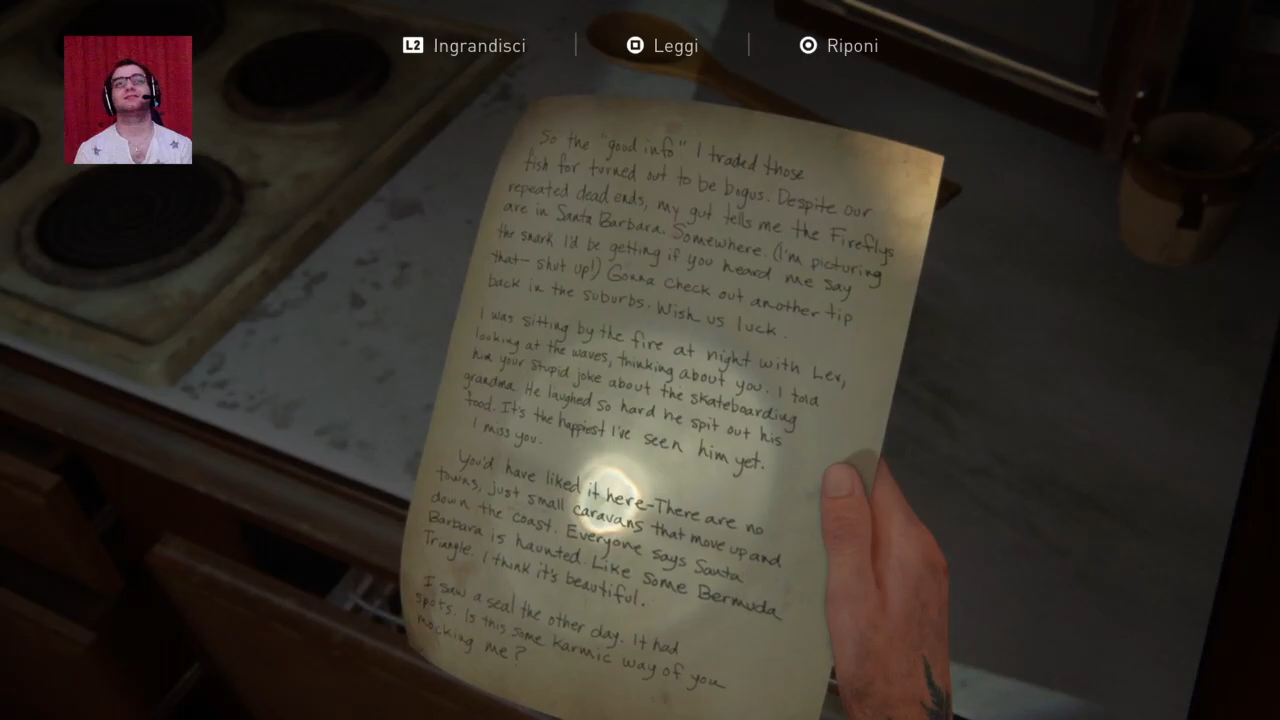 L2 Ingrandisci Leggi Riponi
So the "good info" I traded those
fish for turned out to be bogus. Despite our
repeated dead ends, my gut tells me the Fireflys
are in Santa Barbara. Somewhere. (I'm picturing
the snark I'd be getting if you heard me say
that- shut up!) Gonna check out another tip
back in the suburbs. Wish us luck.
I was sitting by the fire at night with Lev,
looking at the waves, thinking about you. I told
him your stupid joke about the skateboarding
grandma. He laughed so hard he spit out his
food. It's the happiest I've seen him yet.
I miss you.
You'd have liked it here-There are no
towns, just small caravans that move up and
down the coast. Everyone says Santa
Barbara is haunted. Like some Bermuda
Triangle. I think it's beautiful.
I saw a seal the other day. It had
spots. Is this some karmic way of you
mocking me?